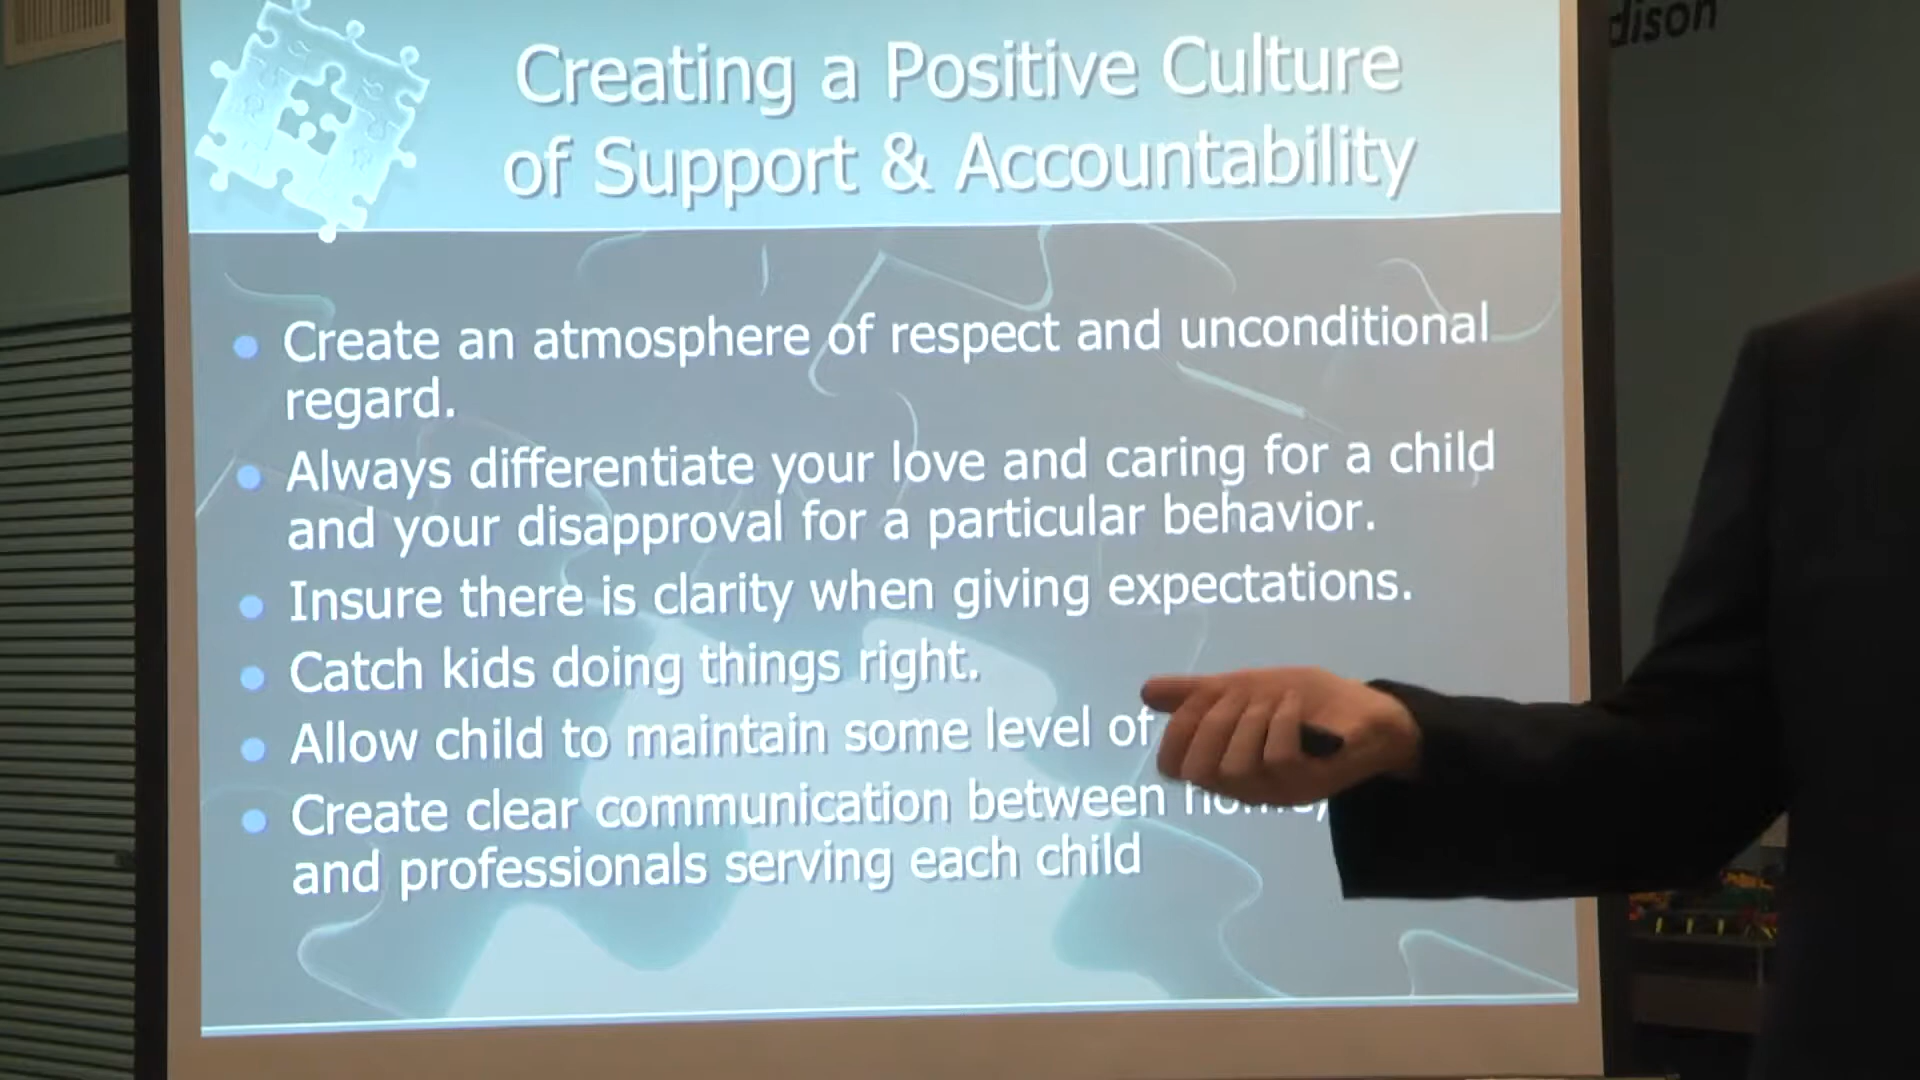 dison
Creating a Positive Culture
of Support & Accountability
Create an atmosphere of respect and unconditional
regard.
Always differentiate your love and caring for a child
and your disapproval for a particular behavior.
Insure there is clarity when giving expectations.
Catch kids doing things right.
Allow child to maintain some level of
Create clear communication between
and professionals serving each child